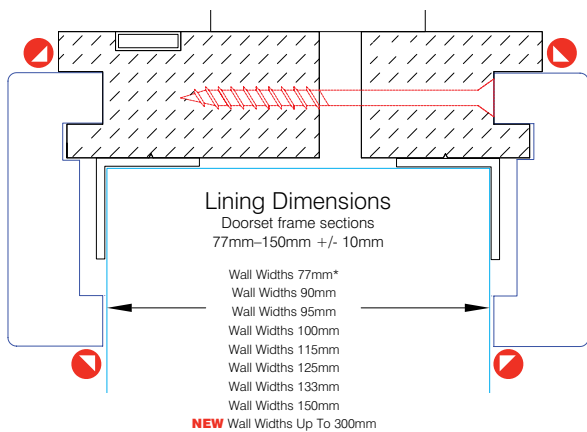 Lining Dimensions
Doorset frame sections
77mm–150mm +/- 10mm
Wall Widths 77mm*
Wall Widths 90mm
Wall Widths 95mm
Wall Widths 100mm
Wall Widths 115mm
Wall Widths 125mm
Wall Widths 133mm
Wall Widths 150mm
NEW Wall Widths Up To 300mm